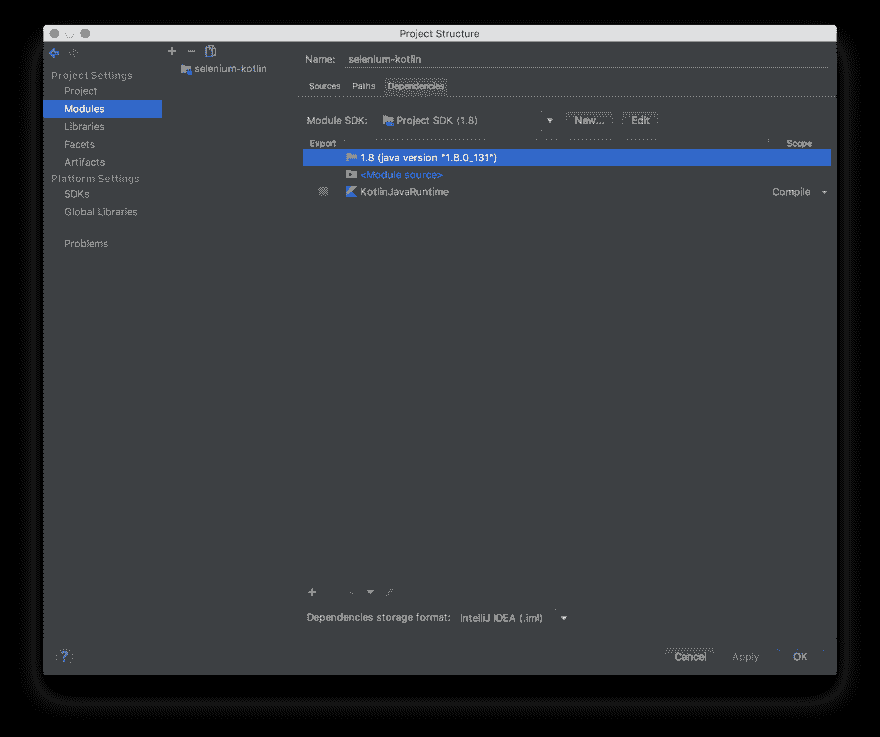 Project Structure
Project Settings
Project
Modules
Libraries
Facets
Artifacts
Platform Settings
SDKs
Global Libraries
Problems
selenium-kotlin
Name: selenium-kotlin
Sources Paths Dependencies
Module SDK: Project SDK (1.8) New... Edit
Export Scope
1.8 (java version "1.8.0_131")
<Module source>
KotlinJavaRuntime Compile
Dependencies storage format: IntelliJ IDEA (.iml)
? Cancel Apply OK